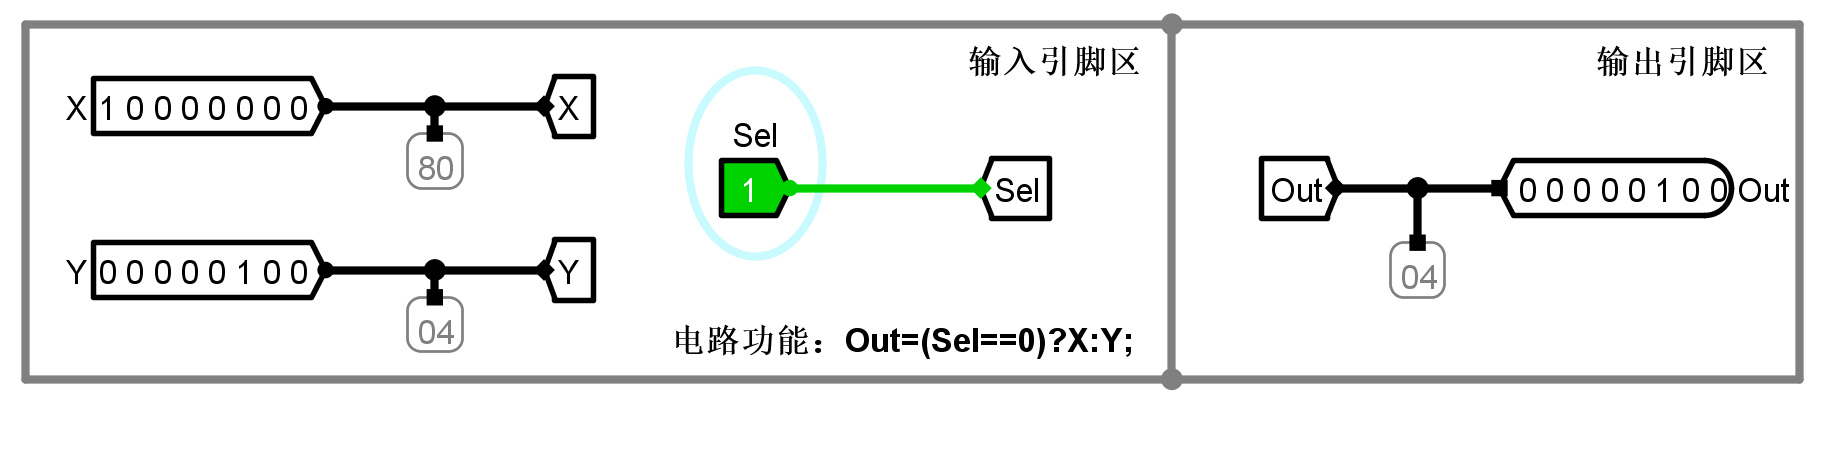 输入引脚区
输出引脚区
X 1 0 0 0 0 0 0 0 X
80
Sel
1 Sel
Out 0 0 0 0 0 1 0 0 Out
04
Y 0 0 0 0 0 1 0 0 Y
04
电路功能：Out=(Sel==0)?X:Y;